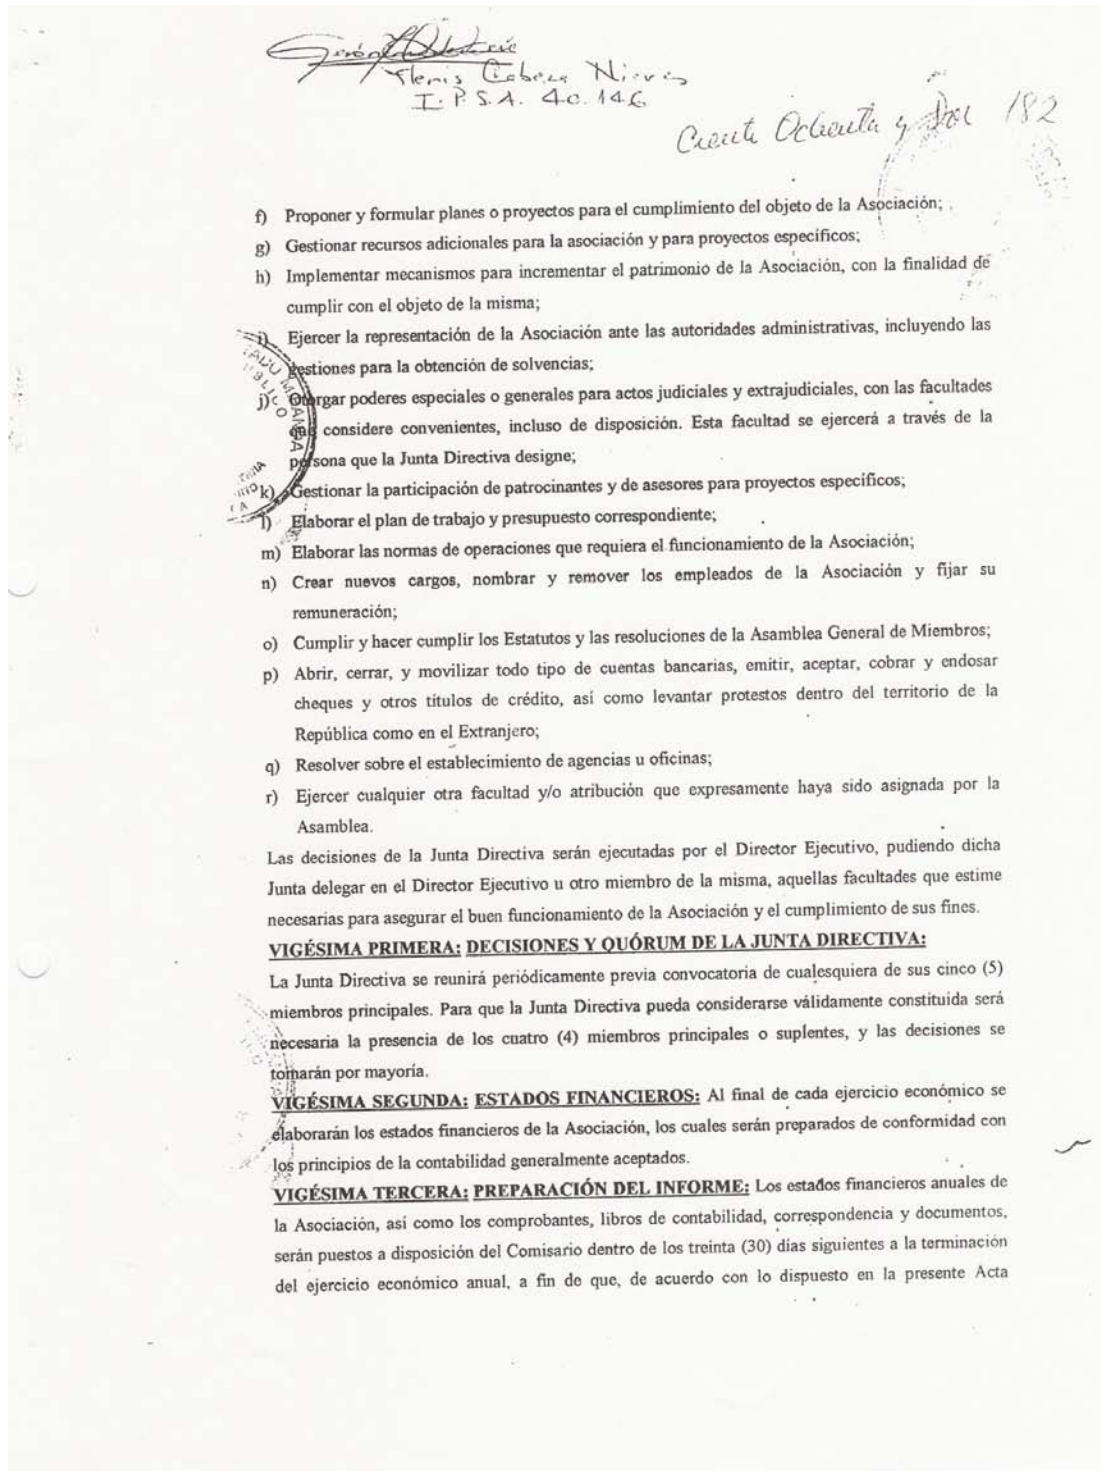 I.P.S.A. 40.146
Ciento Ochenta y Dos 182
f) Proponer y formular planes o proyectos para el cumplimiento del objeto de la Asociación;
g) Gestionar recursos adicionales para la asociación y para proyectos específicos;
h) Implementar mecanismos para incrementar el patrimonio de la Asociación, con la finalidad de
cumplir con el objeto de la misma;
i) Ejercer la representación de la Asociación ante las autoridades administrativas, incluyendo las
gestiones para la obtención de solvencias;
j) Otorgar poderes especiales o generales para actos judiciales y extrajudiciales, con las facultades
que considere convenientes, incluso de disposición. Esta facultad se ejercerá a través de la
persona que la Junta Directiva designe;
k) Gestionar la participación de patrocinantes y de asesores para proyectos específicos;
l) Elaborar el plan de trabajo y presupuesto correspondiente;
m) Elaborar las normas de operaciones que requiera el funcionamiento de la Asociación;
n) Crear nuevos cargos, nombrar y remover los empleados de la Asociación y fijar su
remuneración;
o) Cumplir y hacer cumplir los Estatutos y las resoluciones de la Asamblea General de Miembros;
p) Abrir, cerrar, y movilizar todo tipo de cuentas bancarias, emitir, aceptar, cobrar y endosar
cheques y otros títulos de crédito, así como levantar protestos dentro del territorio de la
República como en el Extranjero;
q) Resolver sobre el establecimiento de agencias u oficinas;
r) Ejercer cualquier otra facultad y/o atribución que expresamente haya sido asignada por la
Asamblea.
Las decisiones de la Junta Directiva serán ejecutadas por el Director Ejecutivo, pudiendo dicha
Junta delegar en el Director Ejecutivo u otro miembro de la misma, aquellas facultades que estime
necesarias para asegurar el buen funcionamiento de la Asociación y el cumplimiento de sus fines.
VIGÉSIMA PRIMERA: DECISIONES Y QUÓRUM DE LA JUNTA DIRECTIVA:
La Junta Directiva se reunirá periódicamente previa convocatoria de cualesquiera de sus cinco (5)
miembros principales. Para que la Junta Directiva pueda considerarse válidamente constituida será
necesaria la presencia de los cuatro (4) miembros principales o suplentes, y las decisiones se
tomarán por mayoría.
VIGÉSIMA SEGUNDA: ESTADOS FINANCIEROS: Al final de cada ejercicio económico se
elaborarán los estados financieros de la Asociación, los cuales serán preparados de conformidad con
los principios de la contabilidad generalmente aceptados.
VIGÉSIMA TERCERA: PREPARACIÓN DEL INFORME: Los estados financieros anuales de
la Asociación, así como los comprobantes, libros de contabilidad, correspondencia y documentos,
serán puestos a disposición del Comisario dentro de los treinta (30) días siguientes a la terminación
del ejercicio económico anual, a fin de que, de acuerdo con lo dispuesto en la presente Acta